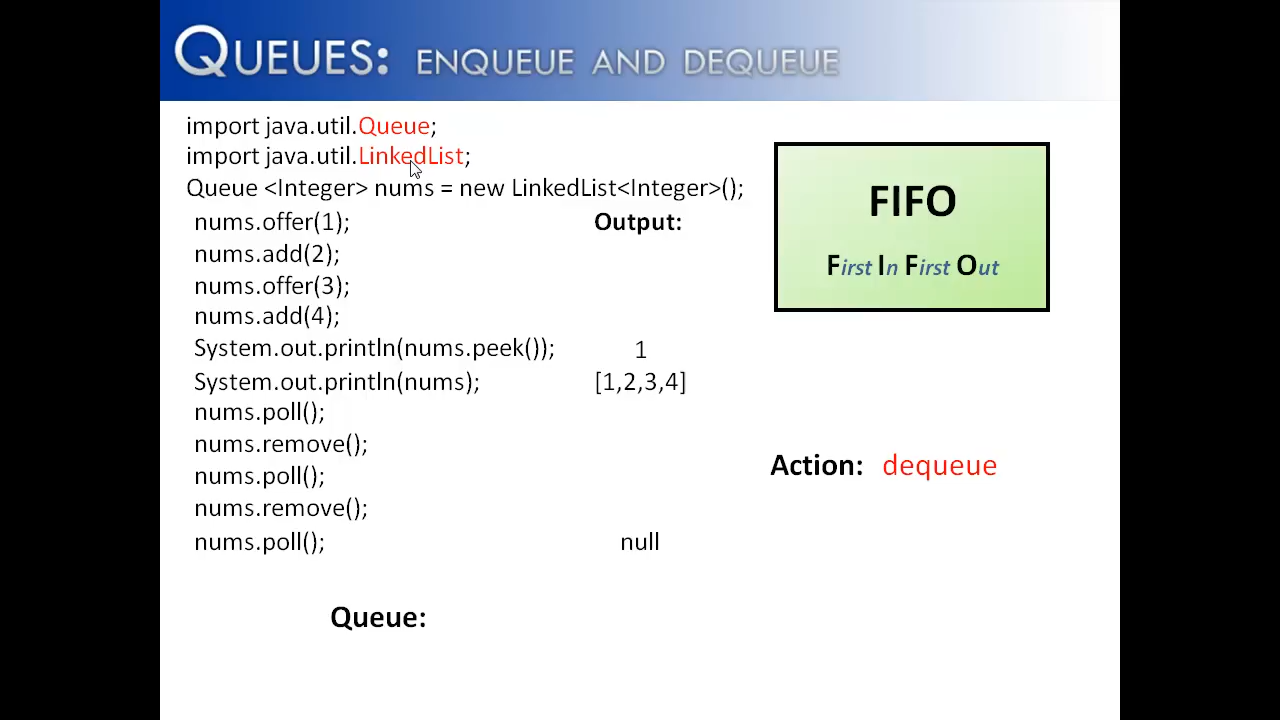 QUEUES: ENQUEUE AND DEQUEUE
import java.util.Queue;
import java.util.LinkedList;
Queue <Integer> nums = new LinkedList<Integer>();
nums.offer(1);
Output:
nums.add(2);
nums.offer(3);
nums.add(4);
System.out.println(nums.peek());
1
System.out.println(nums);
[1,2,3,4]
nums.poll();
nums.remove();
nums.poll();
nums.remove();
nums.poll();
null
FIFO
First In First Out
Action: dequeue
Queue: